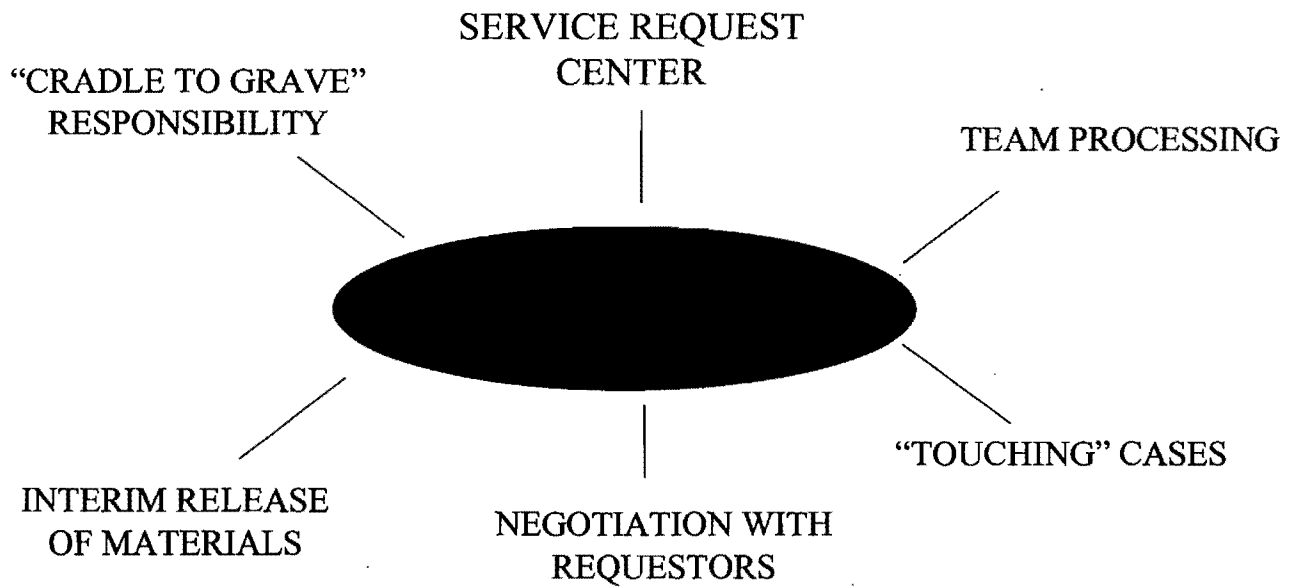 SERVICE REQUEST
CENTER
“CRADLE TO GRAVE”
RESPONSIBILITY
TEAM PROCESSING
“TOUCHING” CASES
INTERIM RELEASE
OF MATERIALS
NEGOTIATION WITH
REQUESTORS